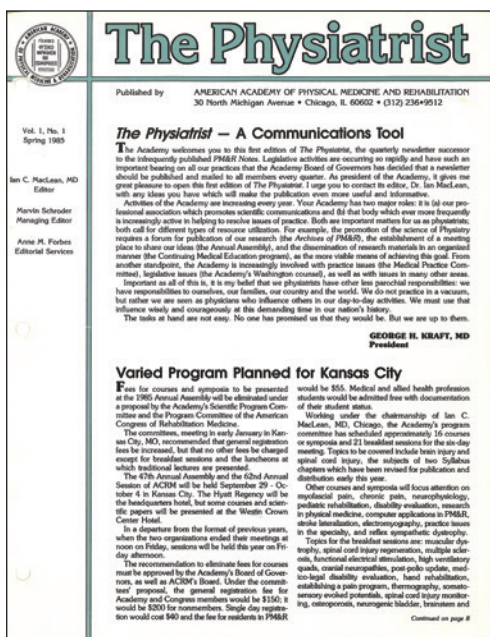 The Physiatrist
Published by
AMERICAN ACADEMY OF PHYSICAL MEDICINE AND REHABILITATION
30 North Michigan Avenue • Chicago, IL 60602 • (312) 236•9512
Vol. 1, No. 1
Spring 1985
Ian C. MacLean, MD
Editor
Marvin Schroder
Managing Editor
Anne M. Forbes
Editorial Services
The Physiatrist — A Communications Tool
The Academy welcomes you to this first edition of The Physiatrist, the quarterly newsletter successor
to the infrequently published PM&R Notes. Legislative activities are occurring so rapidly and have such an
important bearing on all our practices that the Academy Board of Governors has decided that a newsletter
should be published and mailed to all members every quarter. As president of the Academy, it gives me
great pleasure to open this first edition of The Physiatrist. I urge you to contact its editor, Dr. Ian MacLean,
with any ideas you have which will make the publication even more useful and informative.
Activities of the Academy are increasing every year. Your Academy has two major roles: it is (a) our pro-
fessional association which promotes scientific communications and (b) that body which ever more frequently
is increasingly active in helping to resolve issues of practice. Both are important matters for us as physiatrists;
both call for different types of resource utilization. For example, the promotion of the science of Physiatry
requires a forum for publication of our research (the Archives of PM&R), the establishment of a meeting
place to share our ideas (the Annual Assembly), and the dissemination of research materials in an organized
manner (the Continuing Medical Education program), as the more visible means of achieving this goal. From
another standpoint, the Academy is increasingly involved with practice issues (the Medical Practice Com-
mittee), legislative issues (the Academy's Washington counsel), as well as with issues in many other areas.
Important as all of this is, it is my belief that we physiatrists have other less parochial responsibilities: we
have responsibilities to ourselves, our families, our country and the world. We do not practice in a vacuum,
but rather we are seen as physicians who influence others in our day-to-day activities. We must use that
influence wisely and courageously at this demanding time in our nation's history.
The tasks at hand are not easy. No one has promised us that they would be. But we are up to them.
GEORGE H. KRAFT, MD
President
Varied Program Planned for Kansas City
Fees for courses and symposia to be presented
at the 1985 Annual Assembly will be eliminated under
a proposal by the Academy's Scientific Program Com-
mittee and the Program Committee of the American
Congress of Rehabilitation Medicine.
The committees, meeting in early January in Kan-
sas City, MO, recommended that general registration
fees be increased, but that no other fees be charged
except for breakfast sessions and the luncheons at
which traditional lectures are presented.
The 47th Annual Assembly and the 62nd Annual
Session of ACRM will be held September 29 - Oc-
tober 4 in Kansas City. The Hyatt Regency will be
the headquarters hotel, but some courses and scien-
tific papers will be presented at the Westin Crown
Center Hotel.
In a departure from the format of previous years,
when the two organizations ended their meetings at
noon on Friday, sessions will be held this year on Fri-
day afternoon.
The recommendation to eliminate fees for courses
must be approved by the Academy's Board of Gover-
nors, as well as ACRM's Board. Under the commit-
tees' proposal, the general registration fee for
Academy and Congress members would be $150; it
would be $200 for nonmembers. Single day registra-
tion would cost $40 and the fee for residents in PM&R
would be $55. Medical and allied health profession
students would be admitted free with documentation
of their student status.
Working under the chairmanship of Ian C.
MacLean, MD, Chicago, the Academy's program
committee has scheduled approximately 16 courses
or symposia and 21 breakfast sessions for the six-day
meeting. Topics to be covered include brain injury and
spinal cord injury, the subjects of two Syllabus
chapters which have been revised for publication and
distribution early this year.
Other courses and symposia will focus attention on
myofascial pain, chronic pain, neurophysiology,
pediatric rehabilitation, disability evaluation, research
in physical medicine, computer applications in PM&R,
stroke lateralization, electromyography, practice issues
in the specialty, and reflex sympathetic dystrophy.
Topics for the breakfast sessions are: muscular dys-
trophy, spinal cord injury regeneration, multiple scler-
osis, functional electrical stimulation, high ventilatory
quads, cranial neuropathies, post-polio update, med-
ico-legal disability evaluation, hand rehabilitation,
establishing a pain program, thermography, somato-
sensory evoked potentials, spinal cord injury monitor-
ing, osteoporosis, neurogenic bladder, brainstem and
Continued on page 8